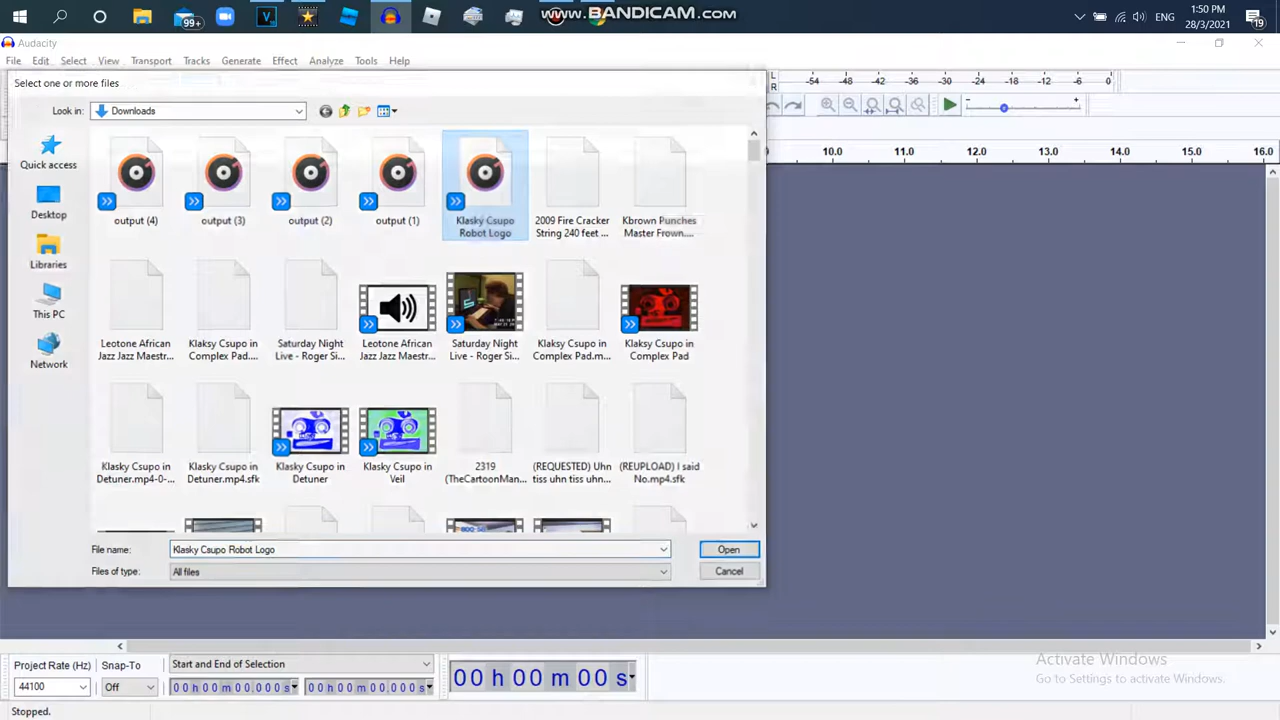 99+
www.BANDICAM.com
1:50 PM
ENG
28/3/2021
19
Audacity
File Edit Select View Transport Tracks Generate Effect Analyze Tools Help
Select one or more files
L
R
-54 -48 -42 -36 -30 -24 -18 -12 -6 0
Look in: Downloads
10.0 11.0 12.0 13.0 14.0 15.0 16.0
Quick access
Desktop
Libraries
This PC
Network
output (4)
output (3)
output (2)
output (1)
Klasky Csupo
Robot Logo
2009 Fire Cracker
String 240 feet ...
Kbrown Punches
Master Frown....
Leotone African
Jazz Jazz Maestr...
Klaksy Csupo in
Complex Pad....
Saturday Night
Live - Roger Si...
Leotone African
Jazz Jazz Maestr...
Saturday Night
Live - Roger Si...
Klaksy Csupo in
Complex Pad.m...
Klaksy Csupo in
Complex Pad
Klasky Csupo in
Detuner.mp4-0-...
Klasky Csupo in
Detuner.mp4.sfk
Klasky Csupo in
Detuner
Klasky Csupo in
Veil
2319
(TheCartoonMan...
(REQUESTED) Uhn
tiss uhn tiss uhn...
(REUPLOAD) I said
No.mp4.sfk
File name: Klasky Csupo Robot Logo Open
Files of type: All files Cancel
Project Rate (Hz) Snap-To Start and End of Selection
44100 Off 00 h 00 m 00.000 s 00 h 00 m 00.000 s
00 h 00 m 00 s
Activate Windows
Go to Settings to activate Windows.
Stopped.